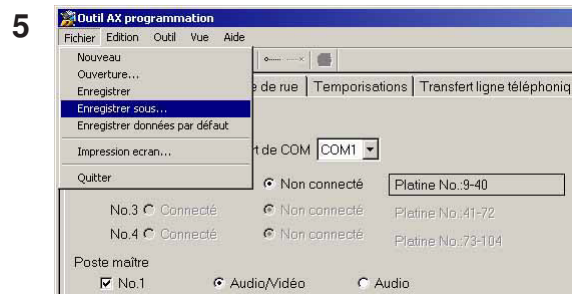 5
Outil AX programmation
Fichier Edition Outil Vue Aide
Nouveau
Ouverture...
Enregistrer
Enregistrer sous...
Enregistrer données par défaut
Impression ecran...
Quitter
de rue Temporisations Transfert ligne téléphoniq
de COM COM1
Non connecté Platine No.:9-40
No.3 Connecté Non connecté Platine No.:41-72
No.4 Connecté Non connecté Platine No.:73-104
Poste maître
No.1 Audio/Vidéo Audio